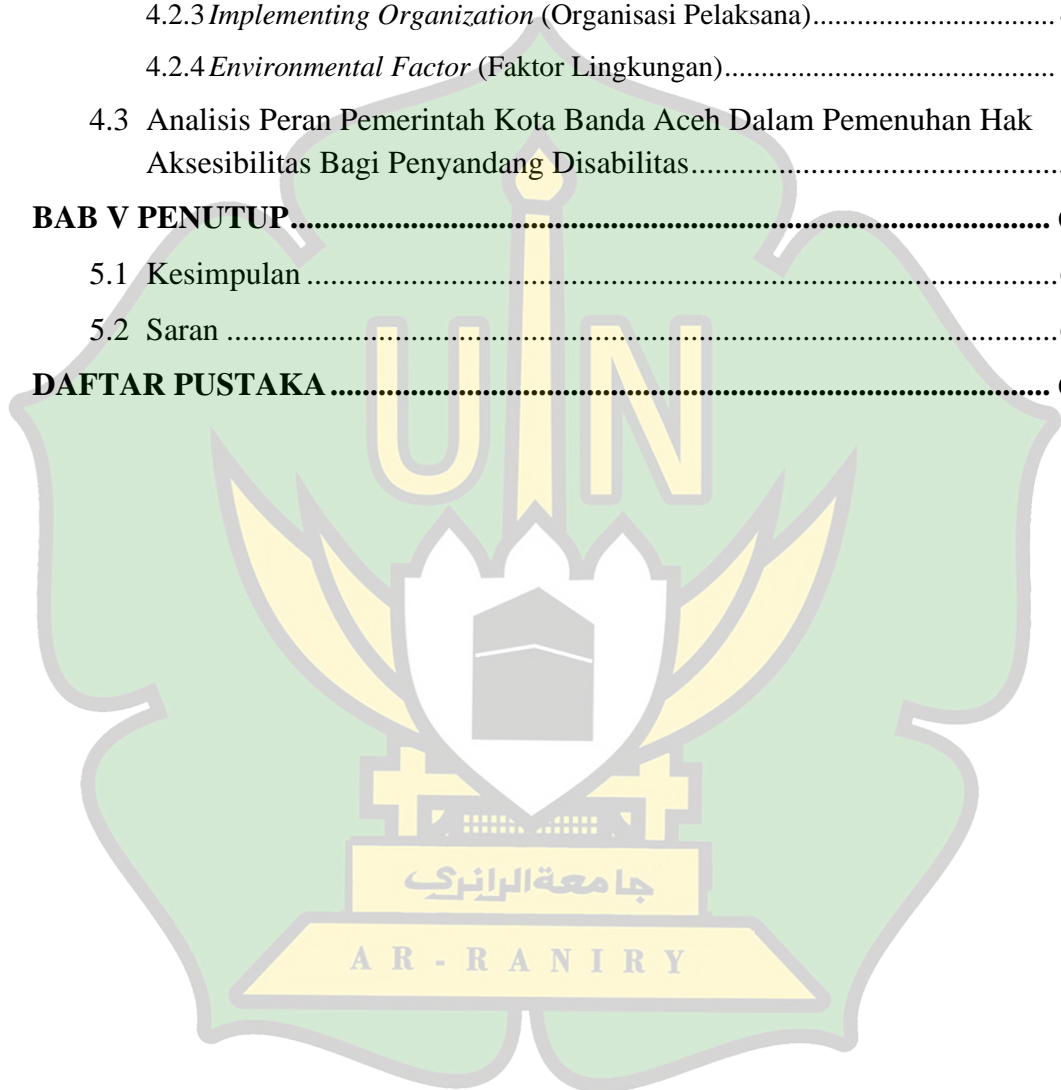 4.2.3 Implementing Organization (Organisasi Pelaksana)............................................
4.2.4 Environmental Factor (Faktor Lingkungan)............................................
4.3 Analisis Peran Pemerintah Kota Banda Aceh Dalam Pemenuhan Hak
Aksesibilitas Bagi Penyandang Disabilitas............................................
BAB V PENUTUP............................................
5.1 Kesimpulan ............................................
5.2 Saran ............................................
DAFTAR PUSTAKA............................................
UIN
جامعةالرانري
AR - RANIRY